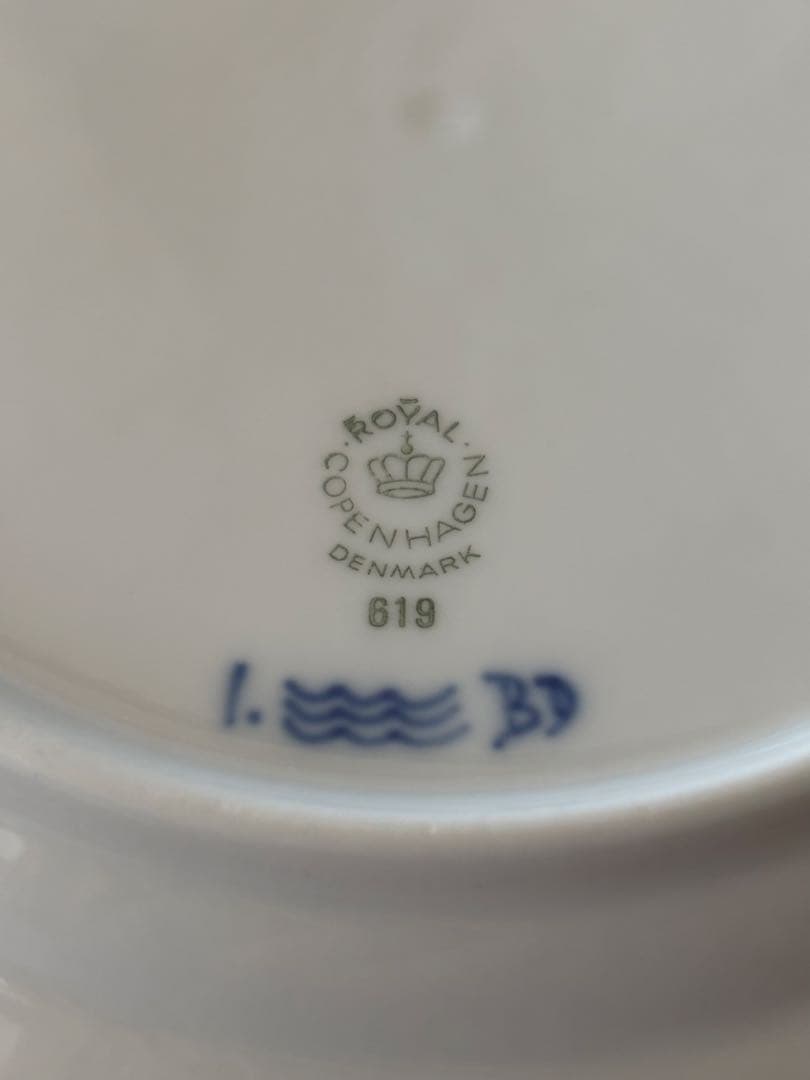 ROYAL
COPENHAGEN
DENMARK
619
1. BD